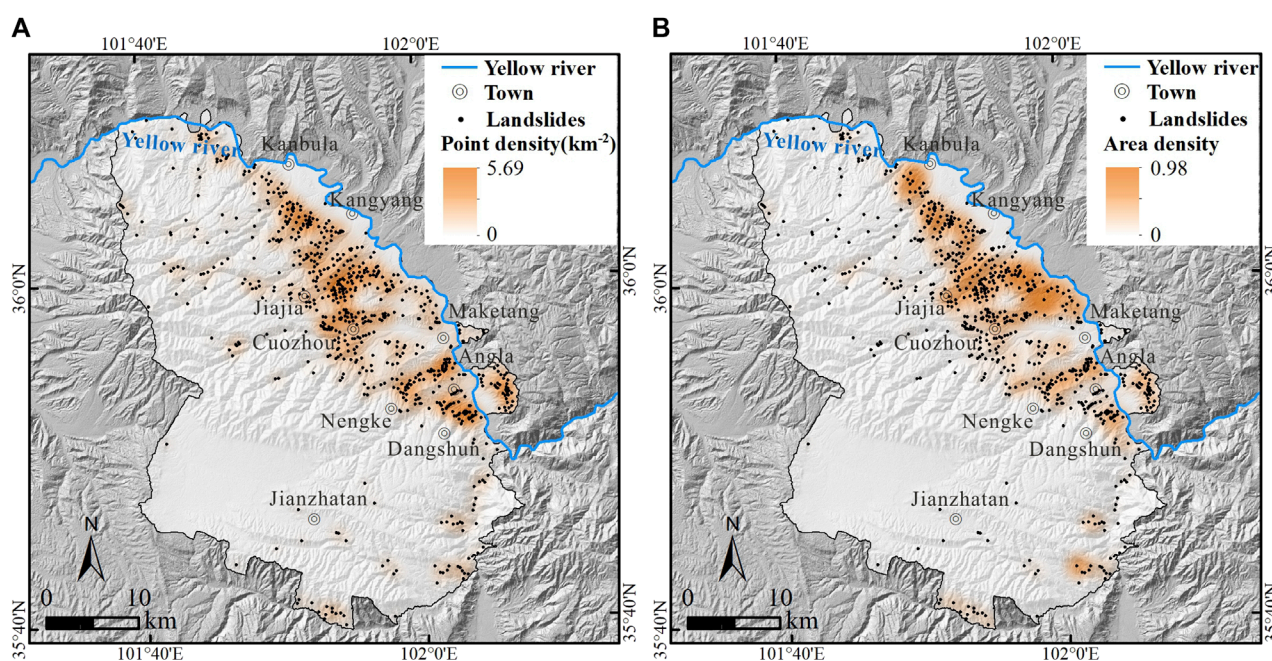 A
101°40′E
102°0′E
Yellow river
Town
Landslides
Point density(km-2)
5.69
0
Yellow river
Kanbula
Kangyang
36°0′N
Jiajia
Maketang
Cuozhou
Angla
Nengke
Dangshun
Jianzhatan
N
0
10
km
35°40′N
35°40′N
101°40′E
102°0′E
B
101°40′E
102°0′E
Yellow river
Town
Landslides
Area density
0.98
0
Yellow river
Kanbula
Kangyang
36°0′N
36°0′N
Jiajia
Maketang
Cuozhou
Angla
Nengke
Dangshun
Jianzhatan
N
0
10
km
35°40′N
101°40′E
102°0′E